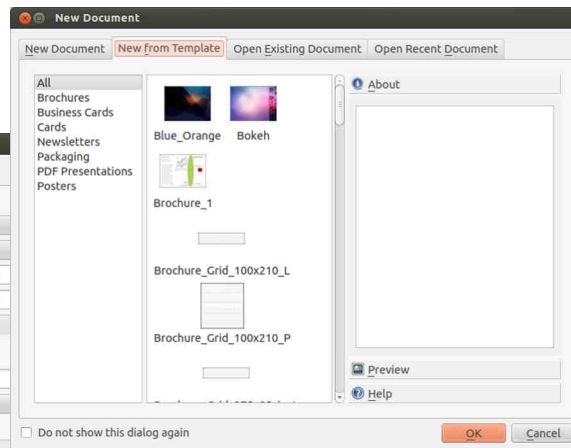 New Document
New Document
New from Template
Open Existing Document
Open Recent Document
All
Brochures
Business Cards
Cards
Newsletters
Packaging
PDF Presentations
Posters
Blue_Orange
Bokeh
Brochure_1
Brochure_Grid_100x210_L
Brochure_Grid_100x210_P
About
Preview
Help
Do not show this dialog again
OK
Cancel